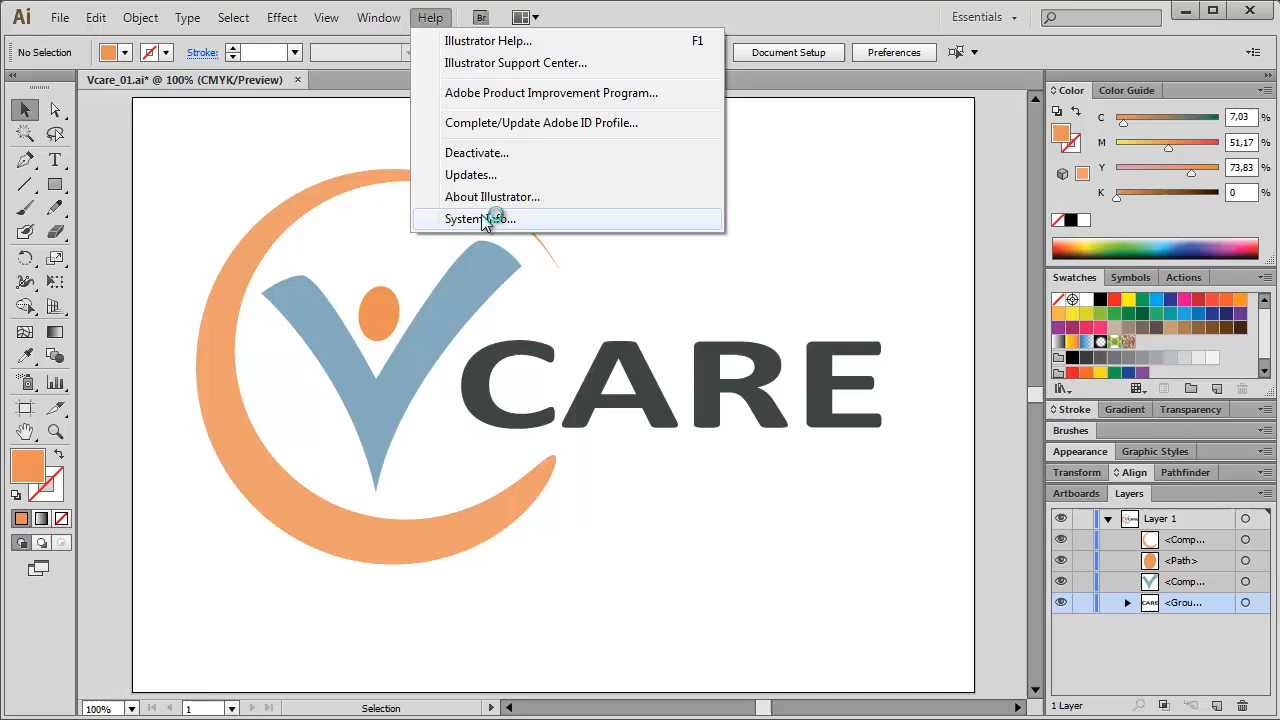 Ai File Edit Object Type Select Effect View Window Help Br Essentials
No Selection Stroke: Document Setup Preferences
Vcare_01.ai* @ 100% (CMYK/Preview) ×
Illustrator Help... F1
Illustrator Support Center...
Adobe Product Improvement Program...
Complete/Update Adobe ID Profile...
Deactivate...
Updates...
About Illustrator...
System Info...
CARE
Color Color Guide
C 7,03 %
M 51,17 %
Y 73,83 %
K 0 %
Swatches Symbols Actions
Stroke Gradient Transparency
Brushes
Appearance Graphic Styles
Transform Align Pathfinder
Artboards Layers
Layer 1
<Comp...
<Path>
<Comp...
CARE <Grou...
1 Layer
100% 1 Selection